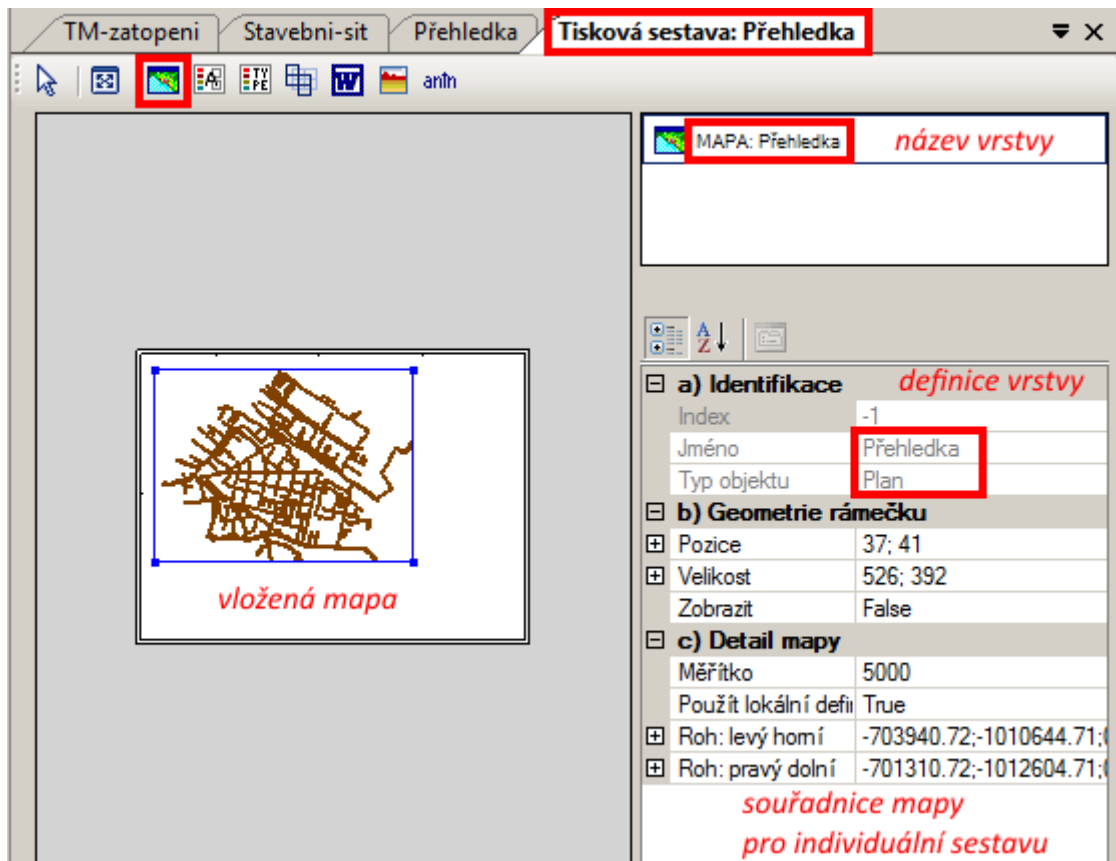 TM-zatopeni Stavebni-sit Přehledka Tisková sestava: Přehledka
MAPA: Přehledka název vrstvy
a) Identifikace definice vrstvy
Index -1
Jméno Přehledka
Typ objektu Plan
b) Geometrie rámečku
Pozice 37; 41
Velikost 526; 392
Zobrazit False
c) Detail mapy
Měřítko 5000
Použít lokální defi True
Roh: levý horní -703940.72;-1010644.71;
Roh: pravý dolní -701310.72;-1012604.71;
vložená mapa
souřadnice mapy
pro individuální sestavu